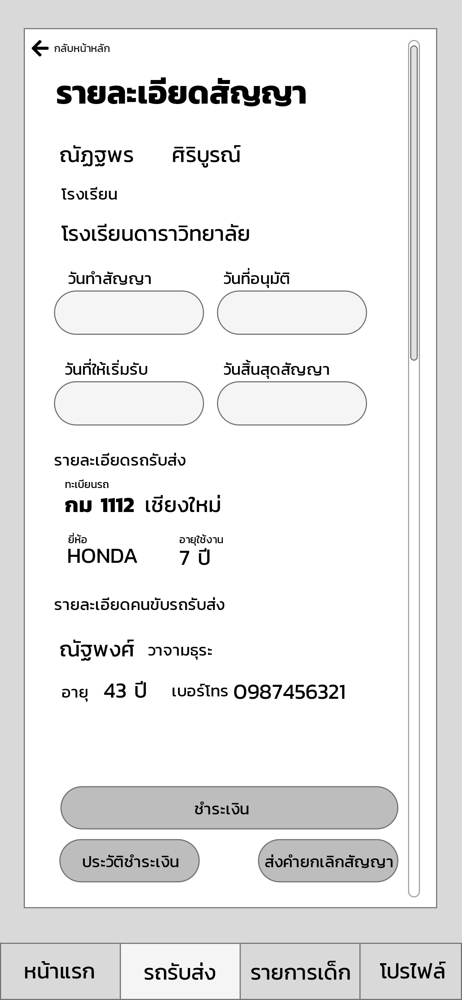 กลับหน้าหลัก
รายละเอียดสัญญา
ณัฏฐพร ศิริบูรณ์
โรงเรียน
โรงเรียนดาราวิทยาลัย
วันทำสัญญา วันที่อนุมัติ
วันที่ให้เริ่มรับ วันสิ้นสุดสัญญา
รายละเอียดรถรับส่ง
ทะเบียนรถ
กม 1112 เชียงใหม่
ยี่ห้อ อายุใช้งาน
HONDA 7 ปี
รายละเอียดคนขับรถรับส่ง
ณัฐพงศ์ วาจามธุระ
อายุ 43 ปี เบอร์โทร 0987456321
ชำระเงิน
ประวัติชำระเงิน ส่งคำยกเลิกสัญญา
หน้าแรก รถรับส่ง รายการเด็ก โปรไฟล์